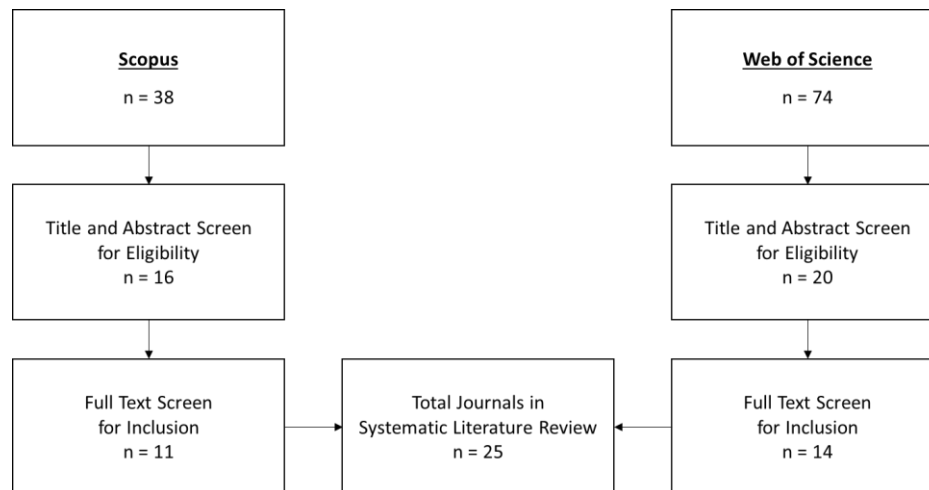 Scopus
n = 38
Web of Science
n = 74
Title and Abstract Screen
for Eligibility
n = 16
Title and Abstract Screen
for Eligibility
n = 20
Full Text Screen
for Inclusion
n = 11
Total Journals in
Systematic Literature Review
n = 25
Full Text Screen
for Inclusion
n = 14